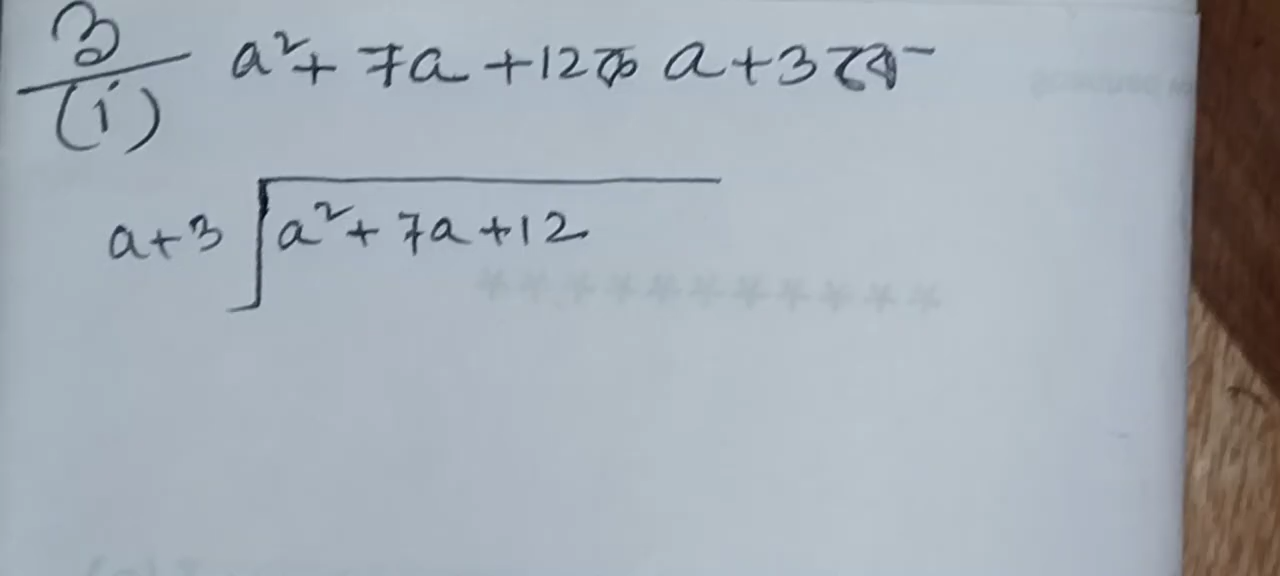 3
(i) a²+ 7a +12 a+3
a+3 a²+ 7a +12